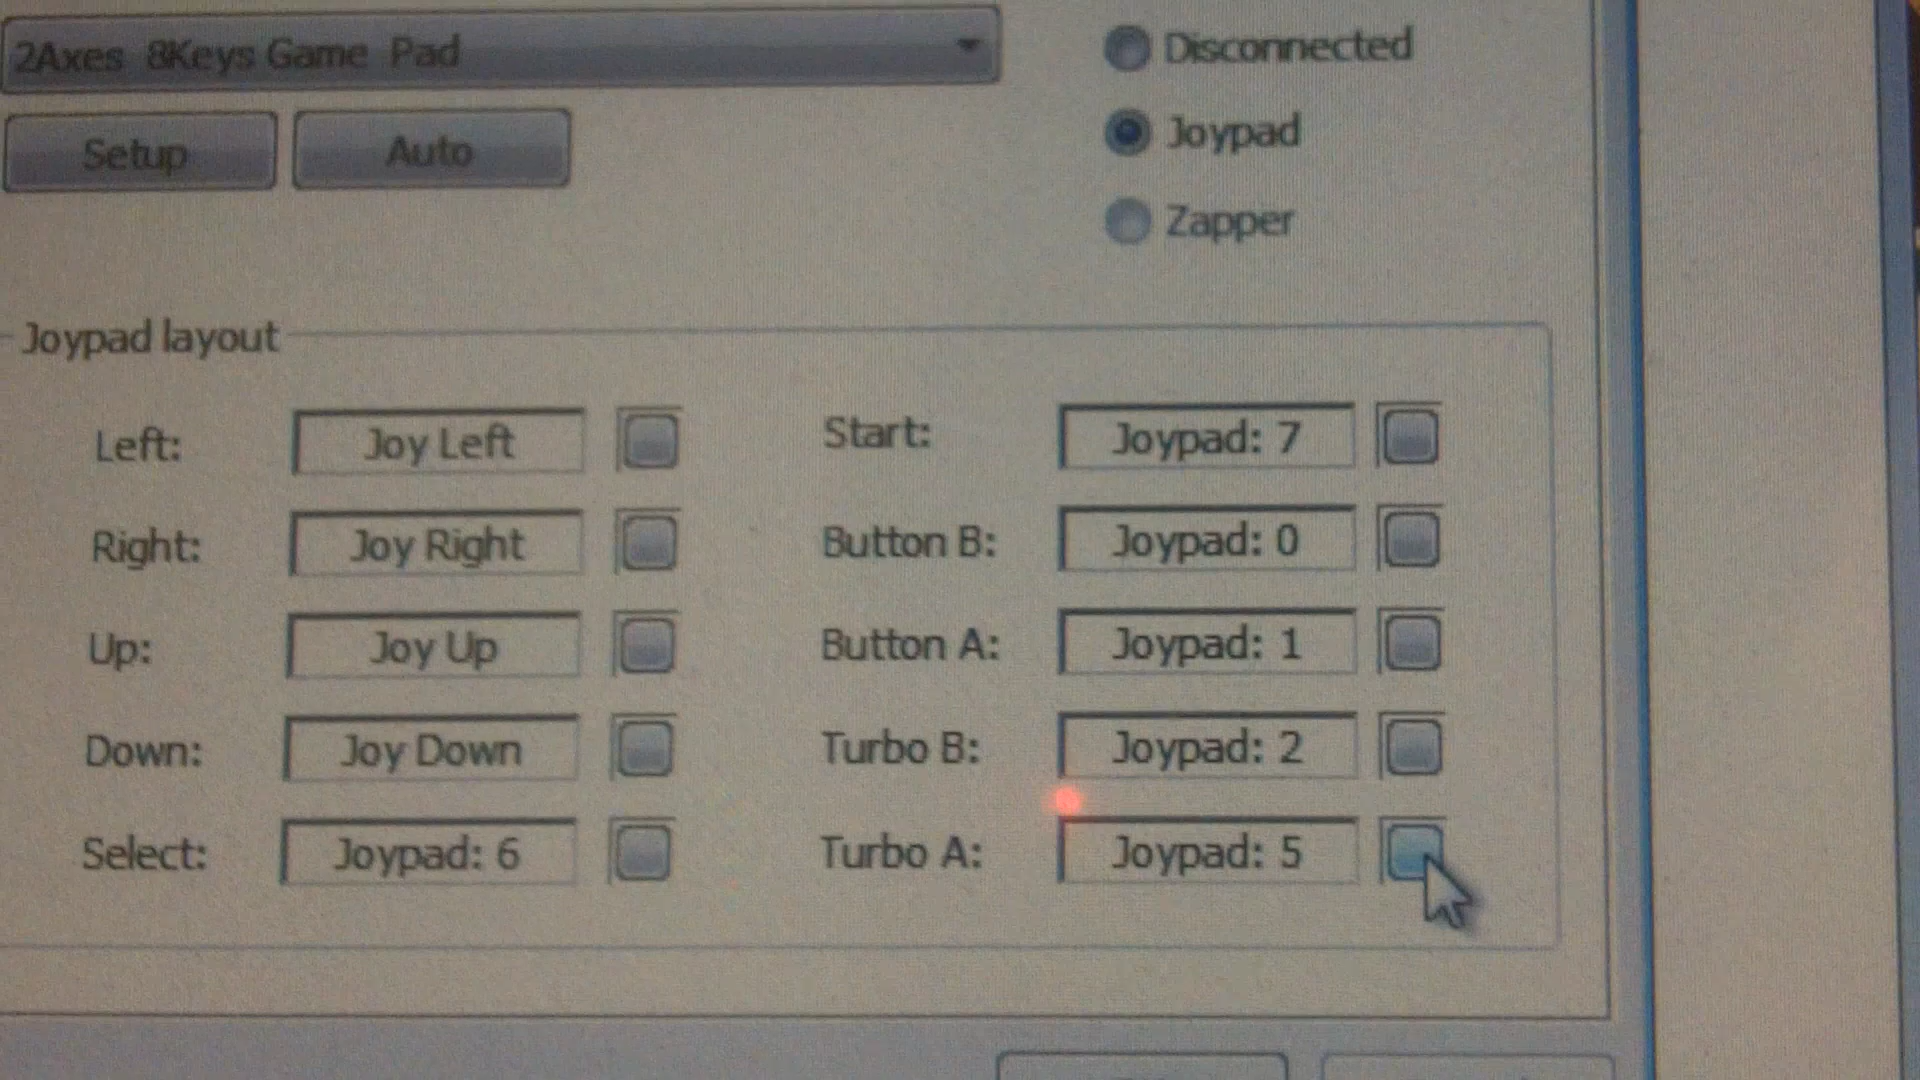 2Axes 8Keys Game Pad
Disconnected
Setup
Auto
Joypad
Zapper
Joypad layout
Left: Joy Left
Start: Joypad: 7
Right: Joy Right
Button B: Joypad: 0
Up: Joy Up
Button A: Joypad: 1
Down: Joy Down
Turbo B: Joypad: 2
Select: Joypad: 6
Turbo A: Joypad: 5